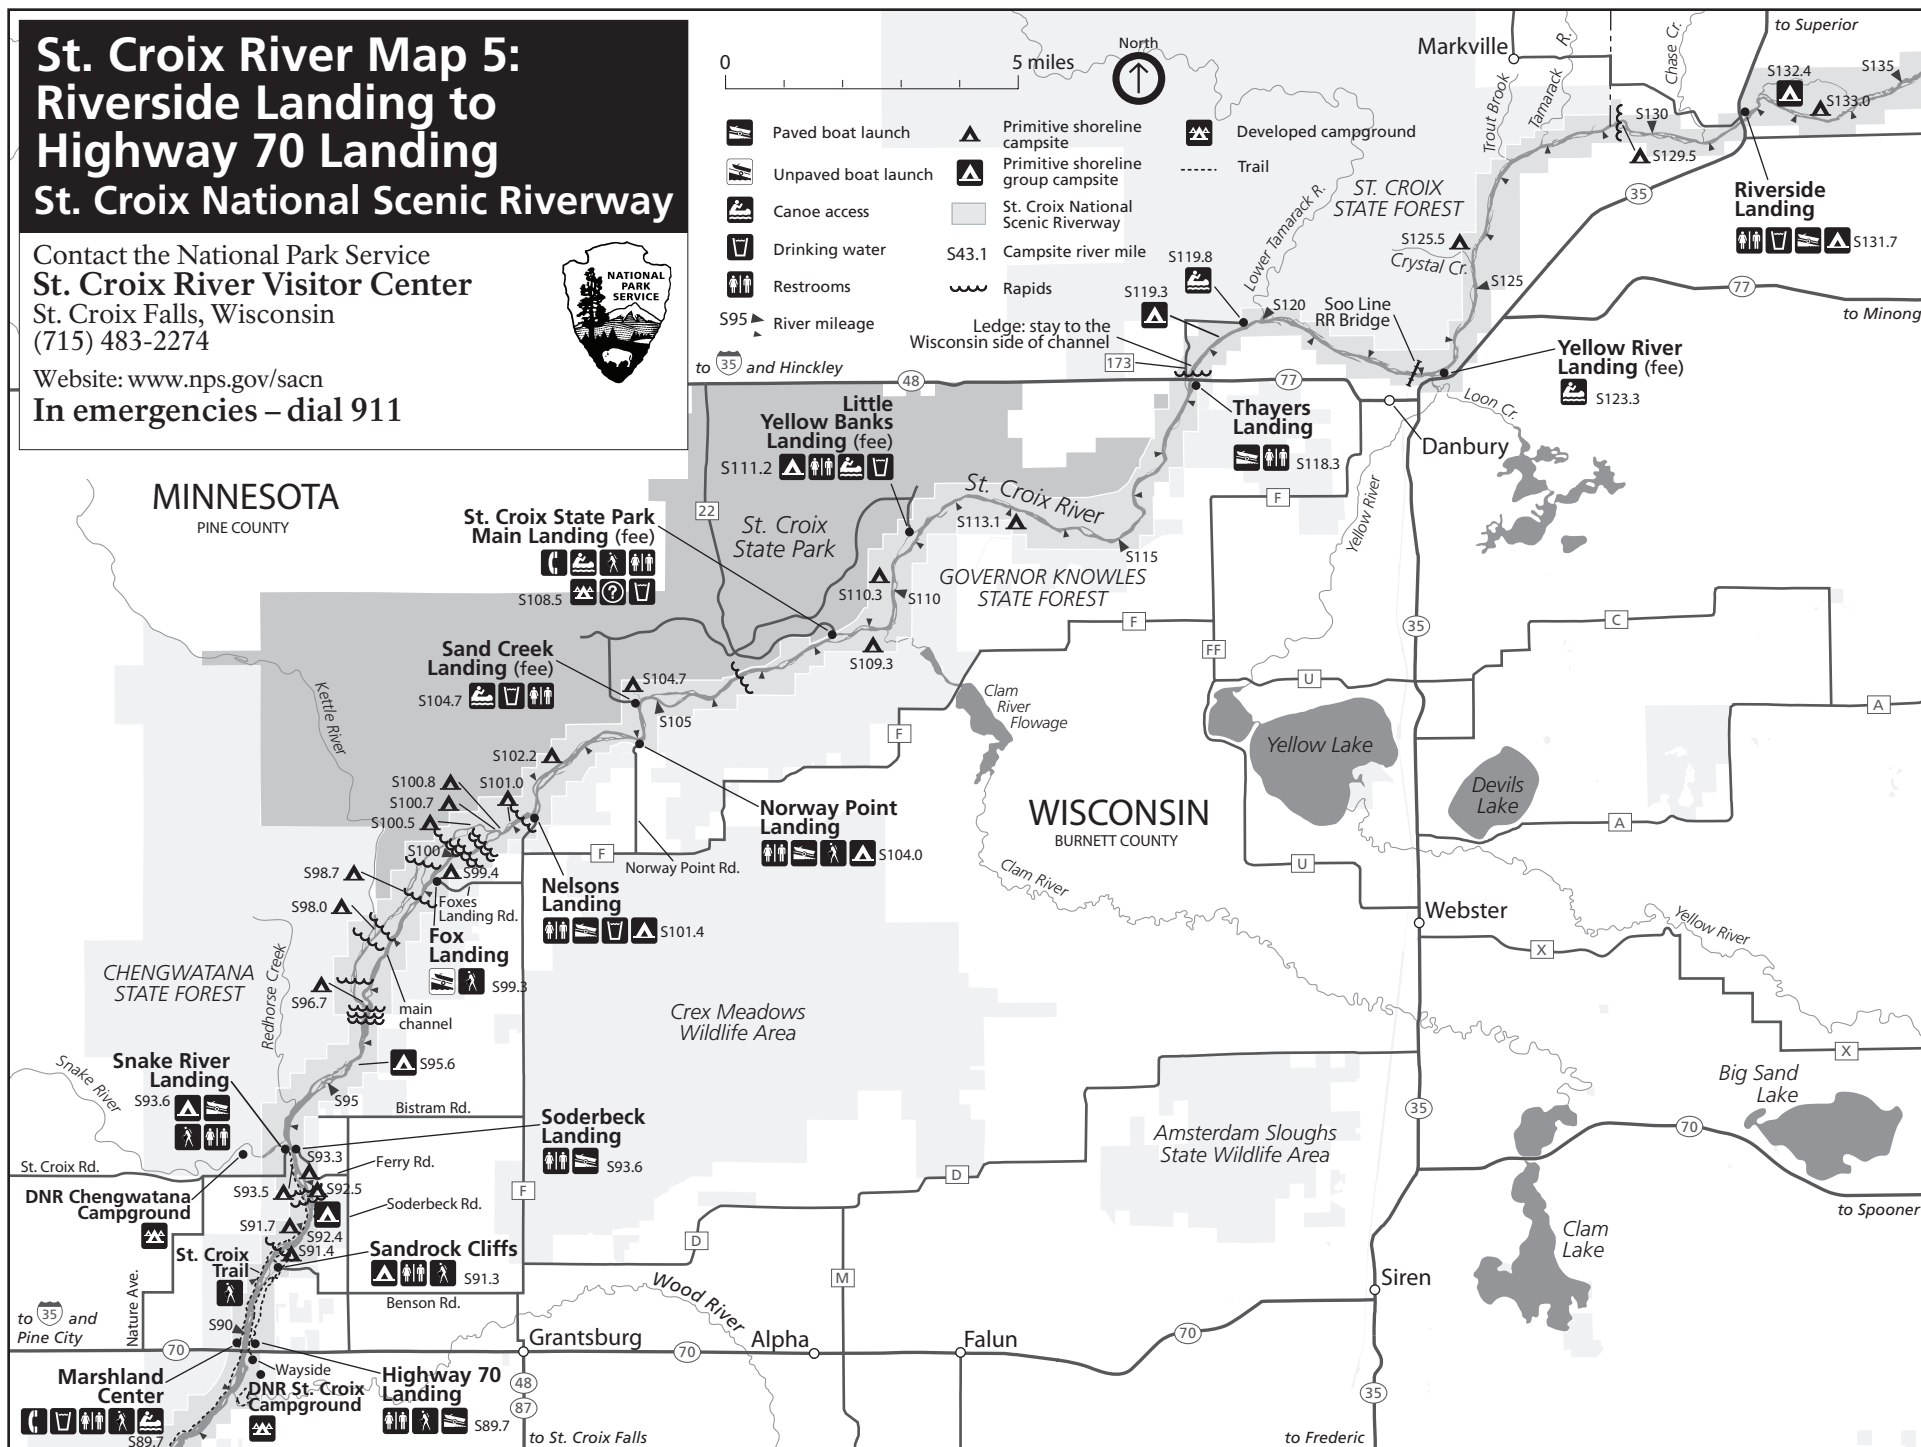 St. Croix River Map 5:
Riverside Landing to
Highway 70 Landing
St. Croix National Scenic Riverway
Contact the National Park Service
St. Croix River Visitor Center
St. Croix Falls, Wisconsin
(715) 483-2274
Website: www.nps.gov/sacn
In emergencies – dial 911
NATIONAL
PARK
SERVICE
0
5 miles
North
Paved boat launch
Unpaved boat launch
Canoe access
Drinking water
Restrooms
S95 River mileage
Primitive shoreline
campsite
Primitive shoreline
group campsite
St. Croix National
Scenic Riverway
S43.1 Campsite river mile
Rapids
Developed campground
Trail
Markville
to Superior
Chase Cr.
Tamarack R.
Trout Brook
S132.4
S133.0
S135
S130
S129.5
35
Riverside
Landing
S131.7
ST. CROIX
STATE FOREST
Lower Tamarack R.
S125.5
Crystal Cr.
S125
77
to Minong
S119.8
S119.3
S120
Soo Line
RR Bridge
Ledge: stay to the
Wisconsin side of channel
173
to 35 and Hinckley
48
77
Yellow River
Landing (fee)
S123.3
Loon Cr.
Danbury
Thayers
Landing
S118.3
F
Yellow River
Little
Yellow Banks
Landing (fee)
S111.2
MINNESOTA
PINE COUNTY
22
St. Croix
State Park
St. Croix River
S113.1
S115
St. Croix State Park
Main Landing (fee)
?
S108.5
S110.3
S110
GOVERNOR KNOWLES
STATE FOREST
F
35
C
FF
S109.3
Sand Creek
Landing (fee)
S104.7
S104.7
S105
Kettle River
Clam
River
Flowage
F
U
A
Yellow Lake
Devils
Lake
S102.2
S100.8
S101.0
S100.7
S100.5
S100
Norway Point
Landing
S104.0
WISCONSIN
BURNETT COUNTY
A
F
Norway Point Rd.
U
Clam River
S98.7
S99.4
Foxes
Landing Rd.
Nelsons
Landing
S101.4
S98.0
Fox
Landing
S99.3
Webster
Yellow River
X
CHENGWATANA
STATE FOREST
Redhorse Creek
S96.7
main
channel
Crex Meadows
Wildlife Area
X
Snake River
Snake River
Landing
S93.6
S95.6
S95
Bistram Rd.
Soderbeck
Landing
S93.6
Big Sand
Lake
35
70
Amsterdam Sloughs
State Wildlife Area
St. Croix Rd.
S93.3
Ferry Rd.
D
DNR Chengwatana
Campground
S93.5
S92.5
F
Soderbeck Rd.
S91.7
S92.4
S91.4
to Spooner
Clam
Lake
St. Croix
Trail
Sandrock Cliffs
S91.3
D
M
Siren
Nature Ave.
Benson Rd.
Wood River
to 35 and
Pine City
S90
70
Grantsburg
70
Alpha
Falun
70
Marshland
Center
S89.7
Wayside
DNR St. Croix
Campground
Highway 70
Landing
S89.7
48
87
to St. Croix Falls
35
to Frederic